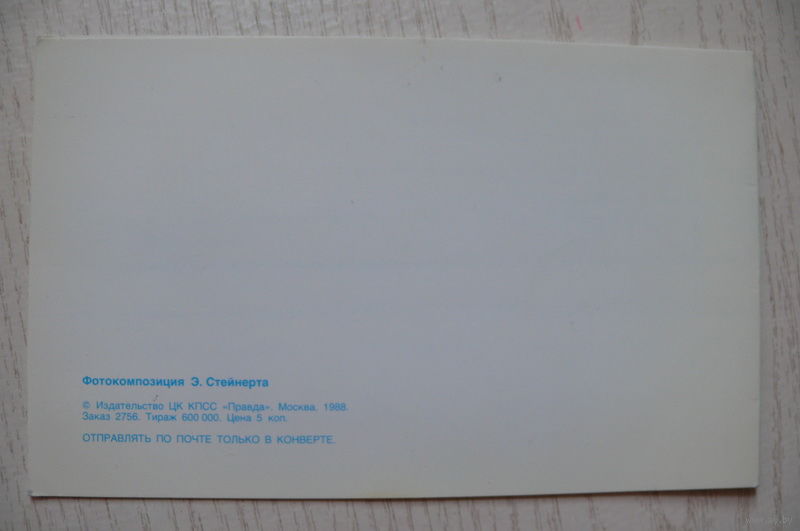 Фотокомпозиция Э. Стейнерта
© Издательство ЦК КПСС «Правда». Москва. 1988.
Заказ 2756. Тираж 600 000. Цена 5 коп.
ОТПРАВЛЯТЬ ПО ПОЧТЕ ТОЛЬКО В КОНВЕРТЕ.